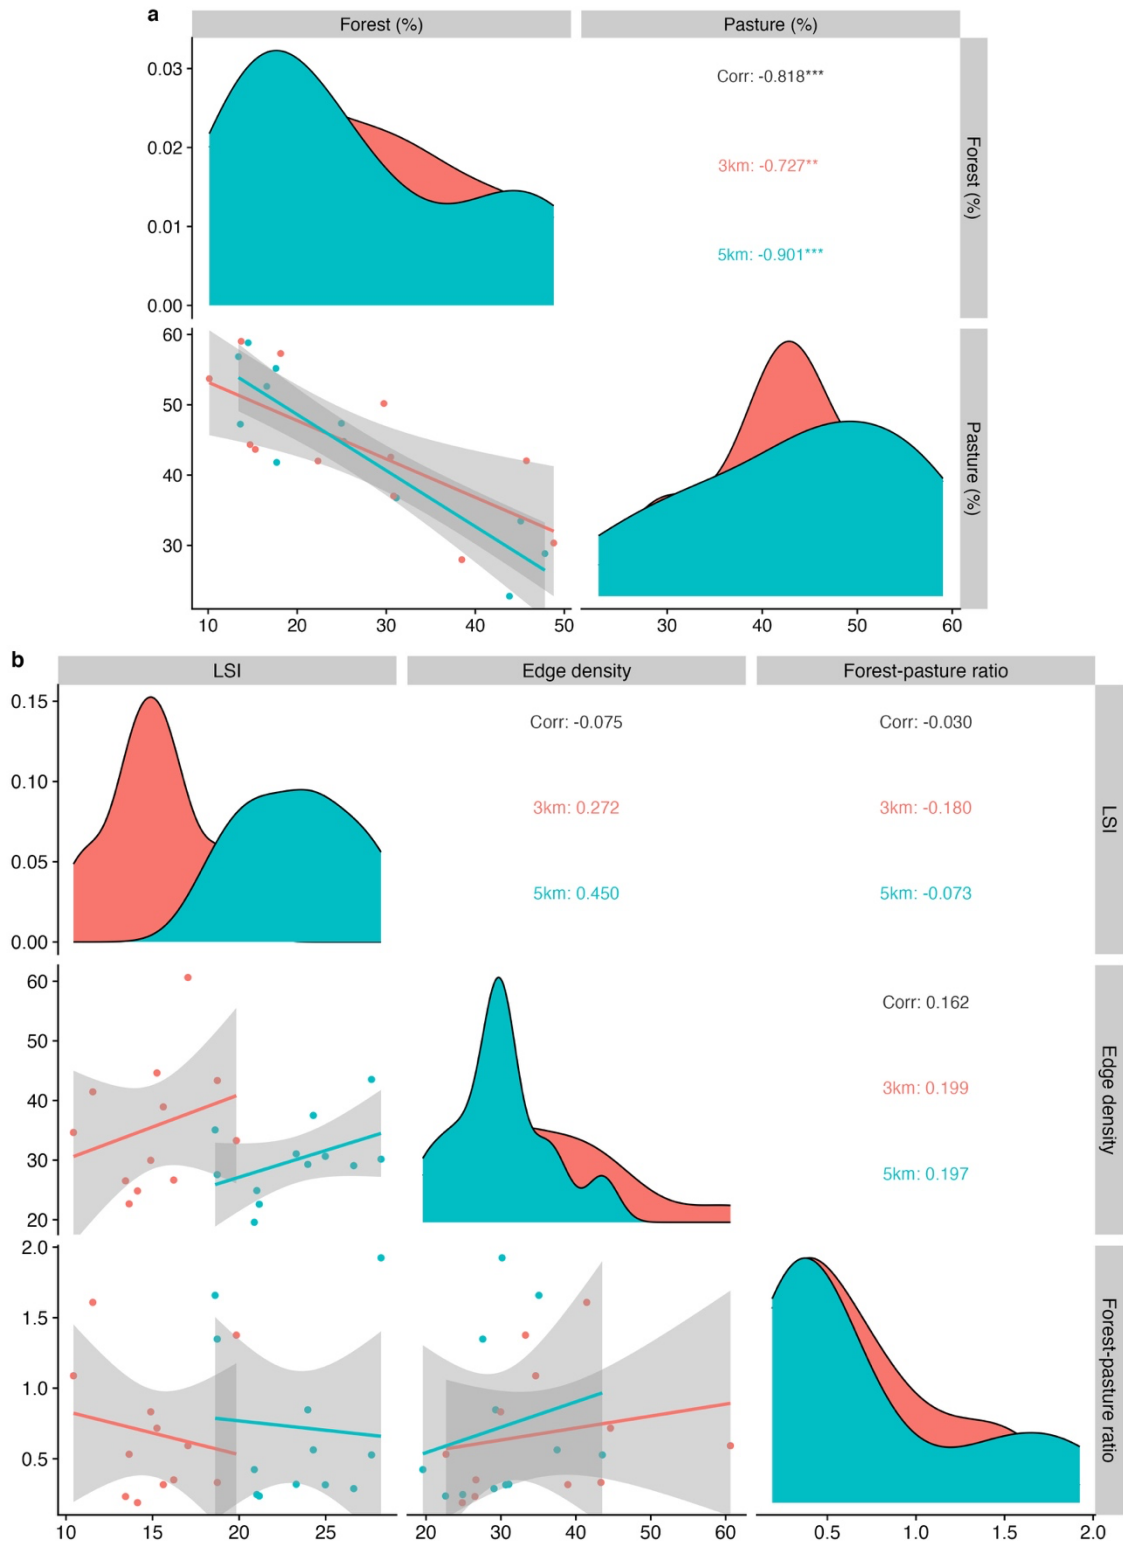 a
Forest (%) Pasture (%)
0.03
0.02
0.01
0.00
Corr: -0.818***
3km: -0.727**
5km: -0.901***
Forest (%)
60
50
40
30
Pasture (%)
10 20 30 40 50
30 40 50 60
b
LSI Edge density Forest-pasture ratio
0.15
0.10
0.05
0.00
Corr: -0.075
3km: 0.272
5km: 0.450
Corr: -0.030
3km: -0.180
5km: -0.073
LSI
60
50
40
30
20
Corr: 0.162
3km: 0.199
5km: 0.197
Edge density
2.0
1.5
1.0
0.5
Forest-pasture ratio
10 15 20 25
20 30 40 50 60
0.5 1.0 1.5 2.0